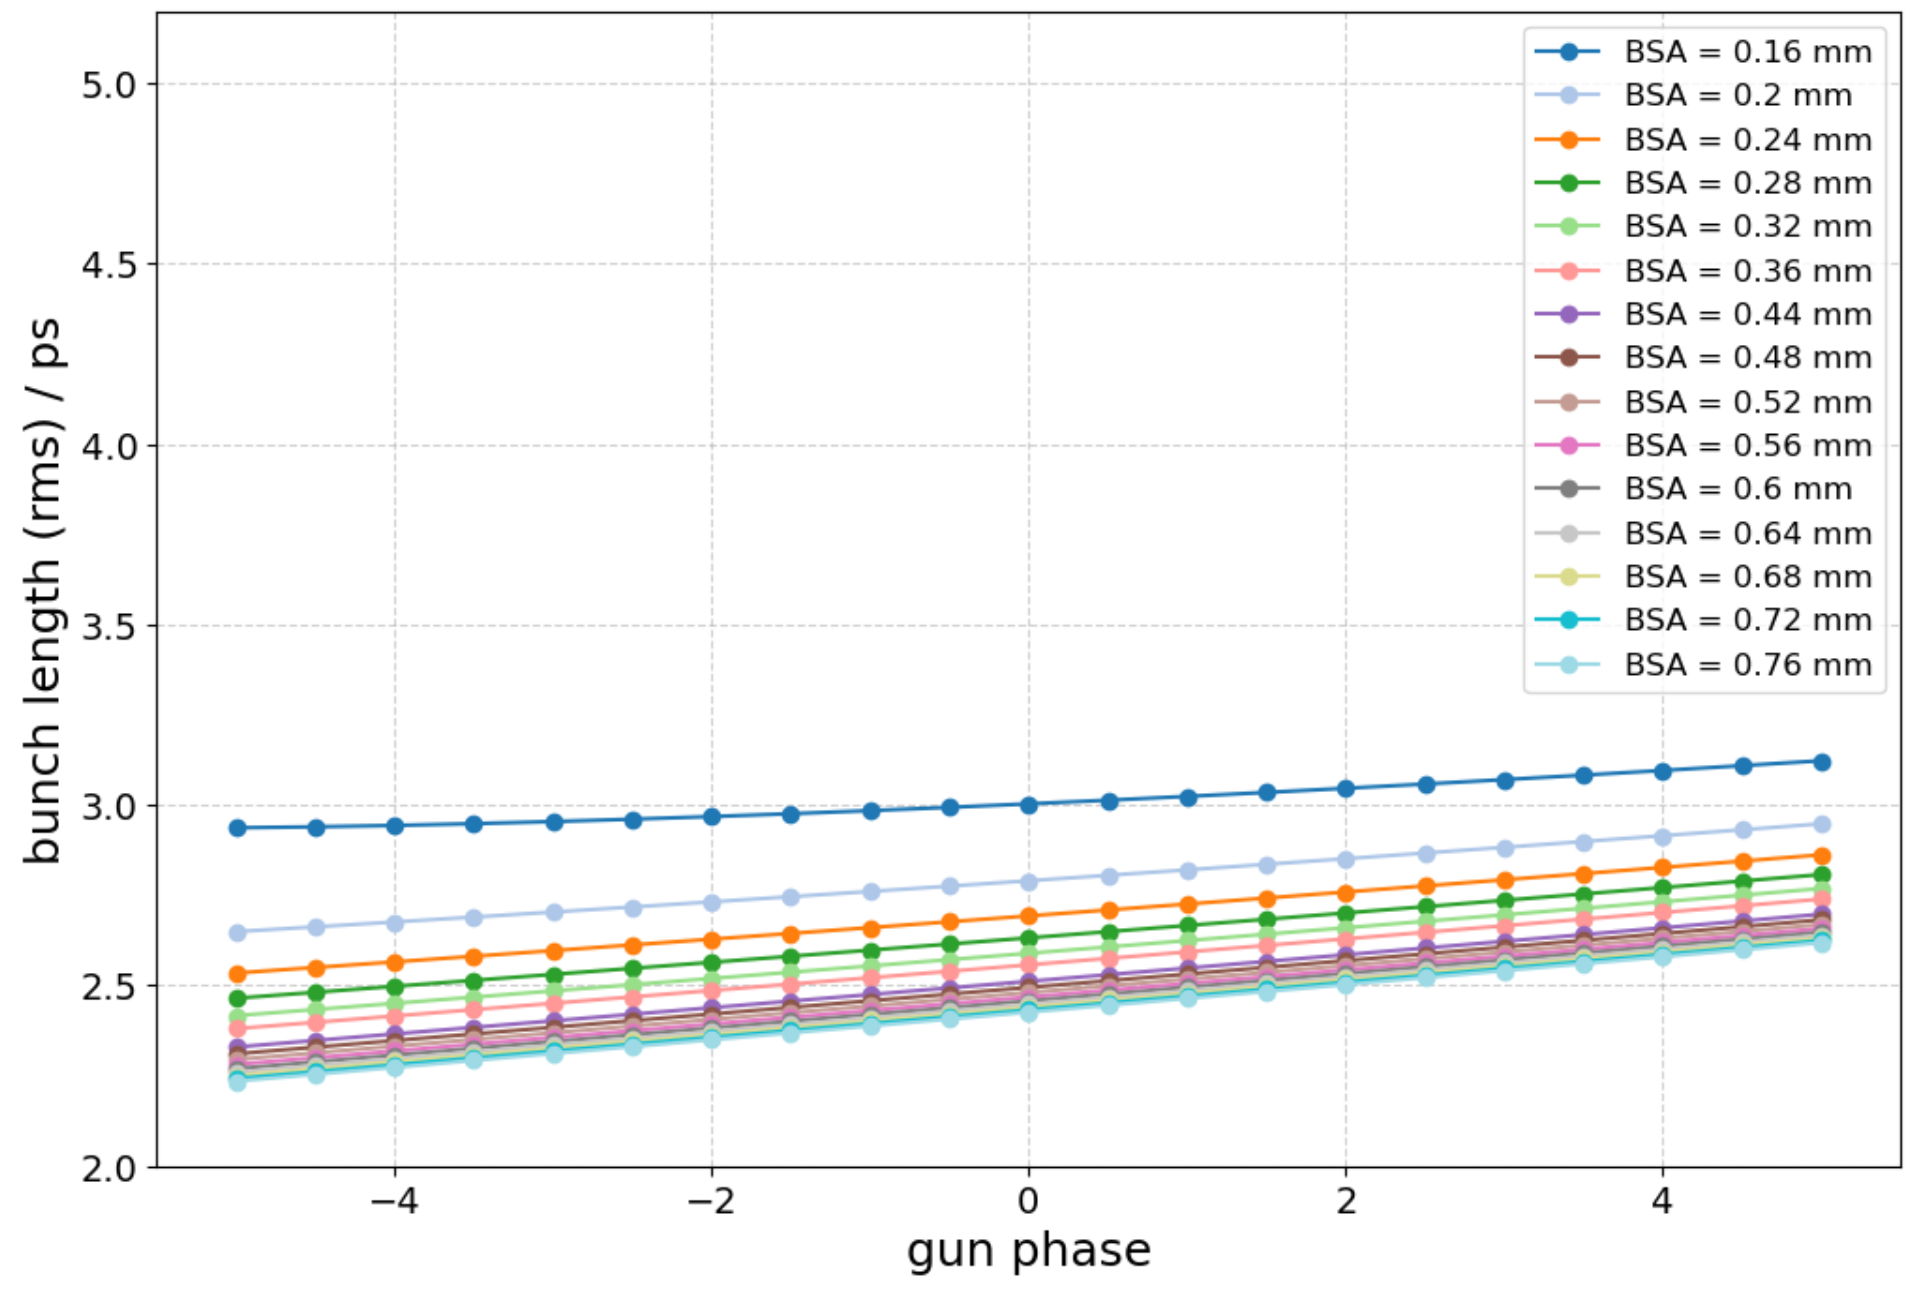 bunch length (rms) / ps
5.0
4.5
4.0
3.5
3.0
2.5
2.0
−4
−2
0
2
4
gun phase
BSA = 0.16 mm
BSA = 0.2 mm
BSA = 0.24 mm
BSA = 0.28 mm
BSA = 0.32 mm
BSA = 0.36 mm
BSA = 0.44 mm
BSA = 0.48 mm
BSA = 0.52 mm
BSA = 0.56 mm
BSA = 0.6 mm
BSA = 0.64 mm
BSA = 0.68 mm
BSA = 0.72 mm
BSA = 0.76 mm